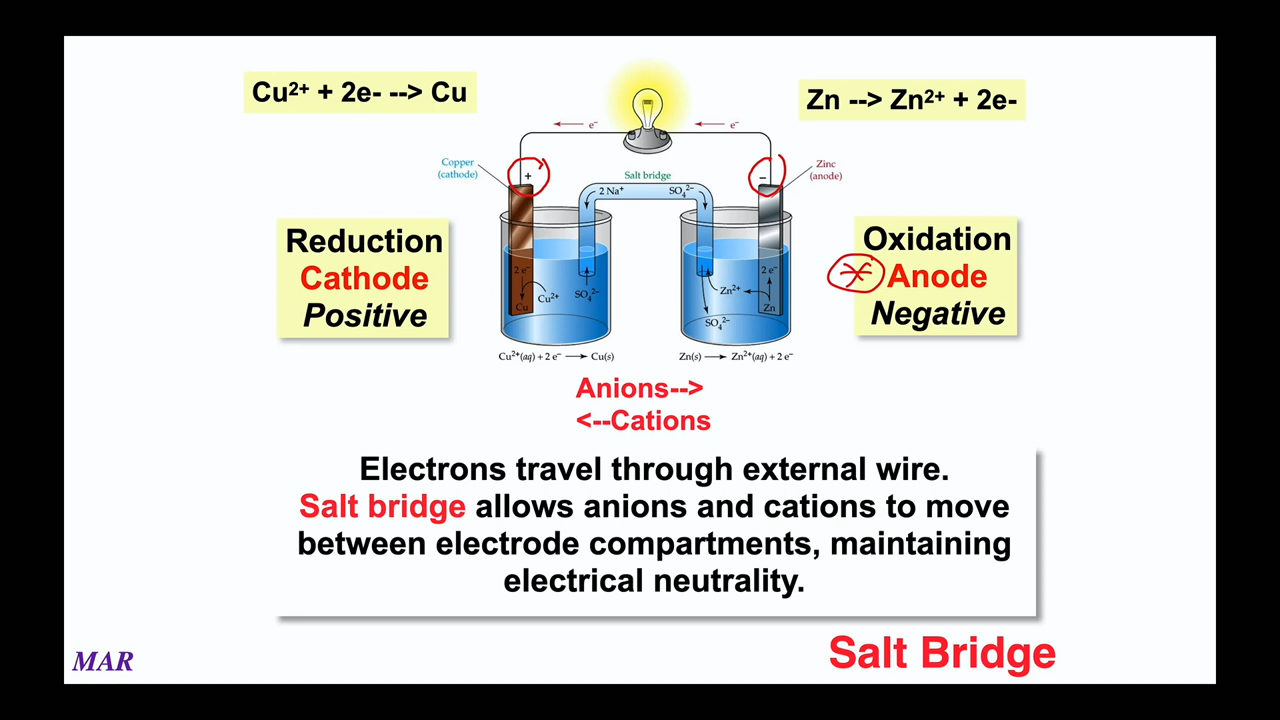 Cu²⁺ + 2e- --> Cu
Zn --> Zn²⁺ + 2e-
e⁻
e⁻
Copper
(cathode)
+
Salt bridge
−
Zinc
(anode)
2 Na⁺
SO₄²⁻
Reduction
Cathode
Positive
Oxidation
Anode
Negative
2 e⁻
Cu²⁺
Cu
SO₄²⁻
Zn²⁺
2 e⁻
Zn
SO₄²⁻
Cu²⁺(aq) + 2 e⁻ ⟶ Cu(s)
Zn(s) ⟶ Zn²⁺(aq) + 2 e⁻
Anions-->
<--Cations
Electrons travel through external wire.
Salt bridge allows anions and cations to move
between electrode compartments, maintaining
electrical neutrality.
MAR
Salt Bridge